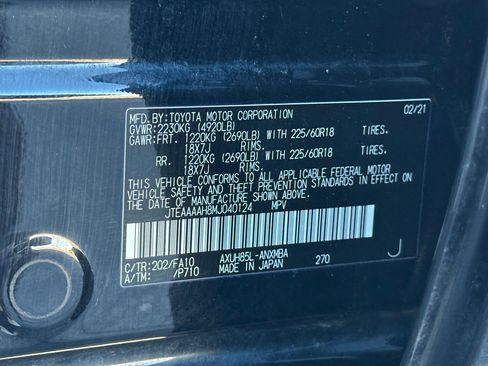 MFD.BY:TOYOTA MOTOR CORPORATION 02/21
GVWR:2230KG (4920LB)
GAWR:FRT. 1220KG (2690LB) WITH 225/60R18 TIRES.
18X7J RIMS.
RR. 1220KG (2690LB) WITH 225/60R18 TIRES.
18X7J RIMS.
THIS VEHICLE CONFORMS TO ALL APPLICABLE FEDERAL MOTOR
VEHICLE SAFETY AND THEFT PREVENTION STANDARDS IN EFFECT ON
THE DATE OF MANUFACTURE SHOWN ABOVE.
JTEAAAAH8MJ040124 MPV
C/TR:202/FA10 AXUH85L-ANXMBA J
A/TM: /P710 MADE IN JAPAN 270